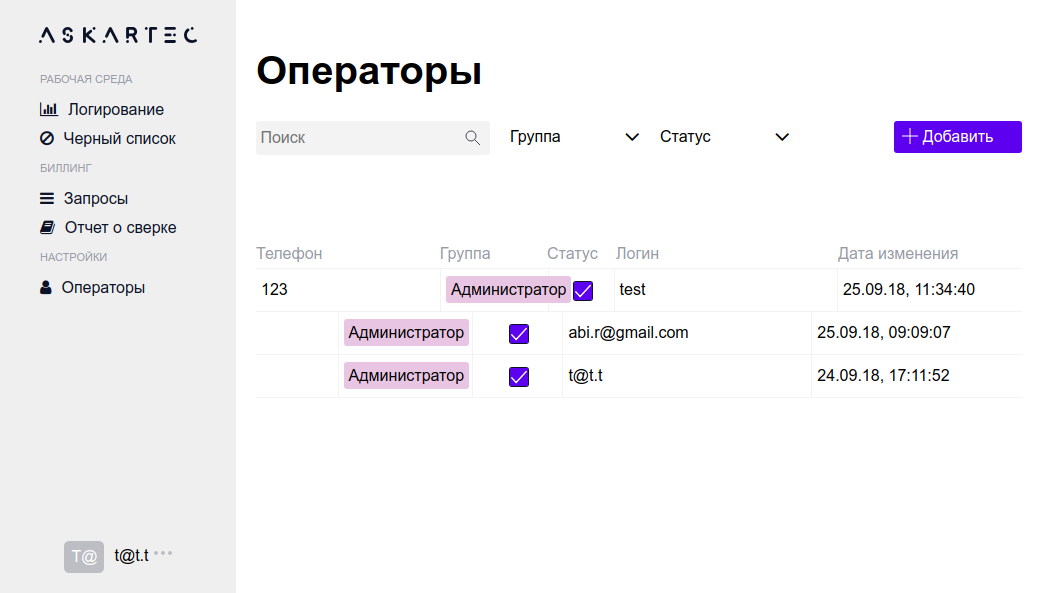 ASKARTEC
РАБОЧАЯ СРЕДА
Логирование
Черный список
БИЛЛИНГ
Запросы
Отчет о сверке
НАСТРОЙКИ
Операторы
T@ t@t.t
Операторы
Поиск Группа Статус Добавить
Телефон Группа Статус Логин Дата изменения
123 Администратор test 25.09.18, 11:34:40
Администратор abi.r@gmail.com 25.09.18, 09:09:07
Администратор t@t.t 24.09.18, 17:11:52